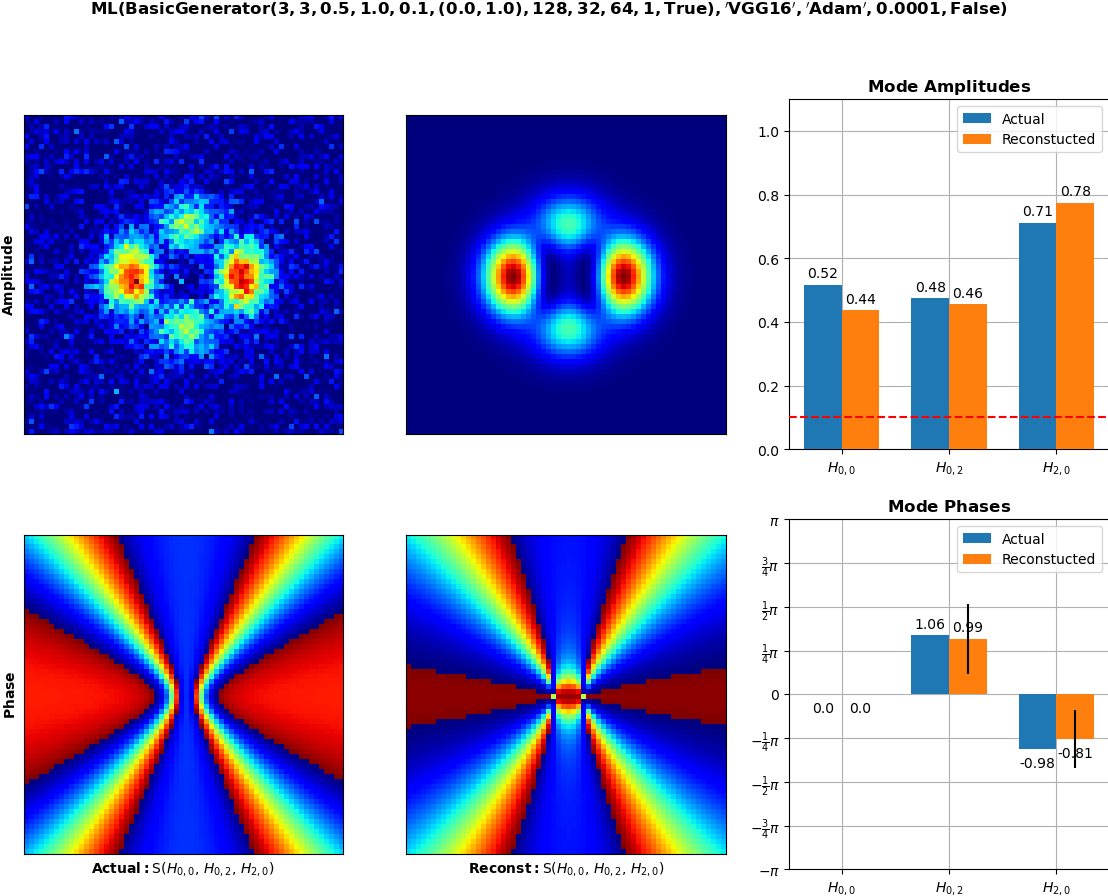 ML(BasicGenerator(3, 3, 0.5, 1.0, 0.1, (0.0, 1.0), 128, 32, 64, 1, True), ′VGG16′, ′Adam′, 0.0001, False)
Amplitude
Mode Amplitudes
Actual
Reconstucted
1.0
0.8
0.6
0.4
0.2
0.0
0.52
0.44
0.48
0.46
0.71
0.78
H0,0
H0,2
H2,0
Phase
Actual: S(H0,0, H0,2, H2,0)
Reconst: S(H0,0, H0,2, H2,0)
Mode Phases
Actual
Reconstucted
π
3/4π
1/2π
1/4π
0
−1/4π
−1/2π
−3/4π
−π
0.0
0.0
1.06
0.99
-0.98
-0.81
H0,0
H0,2
H2,0